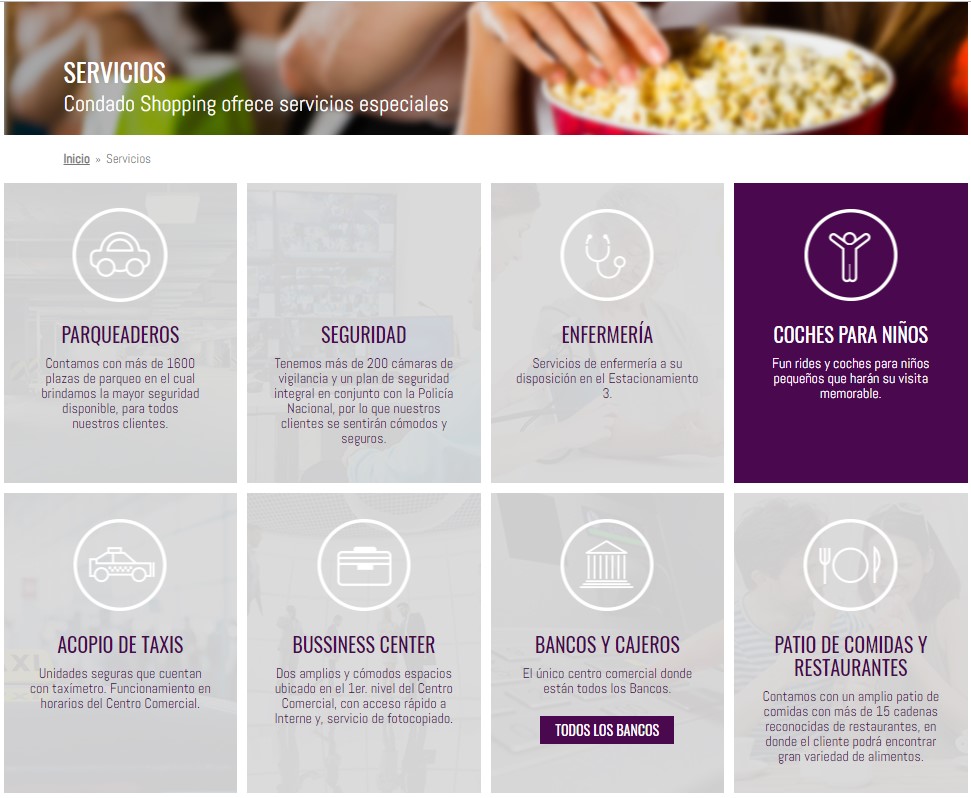 SERVICIOS
Condado Shopping ofrece servicios especiales
Inicio » Servicios
PARQUEADEROS
Contamos con más de 1600
plazas de parqueo en el cual
brindamos la mayor seguridad
disponible, para todos
nuestros clientes.
SEGURIDAD
Tenemos más de 200 cámaras de
vigilancia y un plan de seguridad
integral en conjunto con la Policía
Nacional, por lo que nuestros
clientes se sentirán cómodos y
seguros.
ENFERMERÍA
Servicios de enfermería a su
disposición en el Estacionamiento
3.
COCHES PARA NIÑOS
Fun rides y coches para niños
pequeños que harán su visita
memorable.
ACOPIO DE TAXIS
Unidades seguras que cuentan
con taxímetro. Funcionamiento en
horarios del Centro Comercial.
BUSSINESS CENTER
Dos amplios y cómodos espacios
ubicado en el 1er. nivel del Centro
Comercial, con acceso rápido a
Interne y, servicio de fotocopiado.
BANCOS Y CAJEROS
El único centro comercial donde
están todos los Bancos.
TODOS LOS BANCOS
PATIO DE COMIDAS Y
RESTAURANTES
Contamos con un amplio patio de
comidas con más de 15 cadenas
reconocidas de restaurantes, en
donde el cliente podrá encontrar
gran variedad de alimentos.